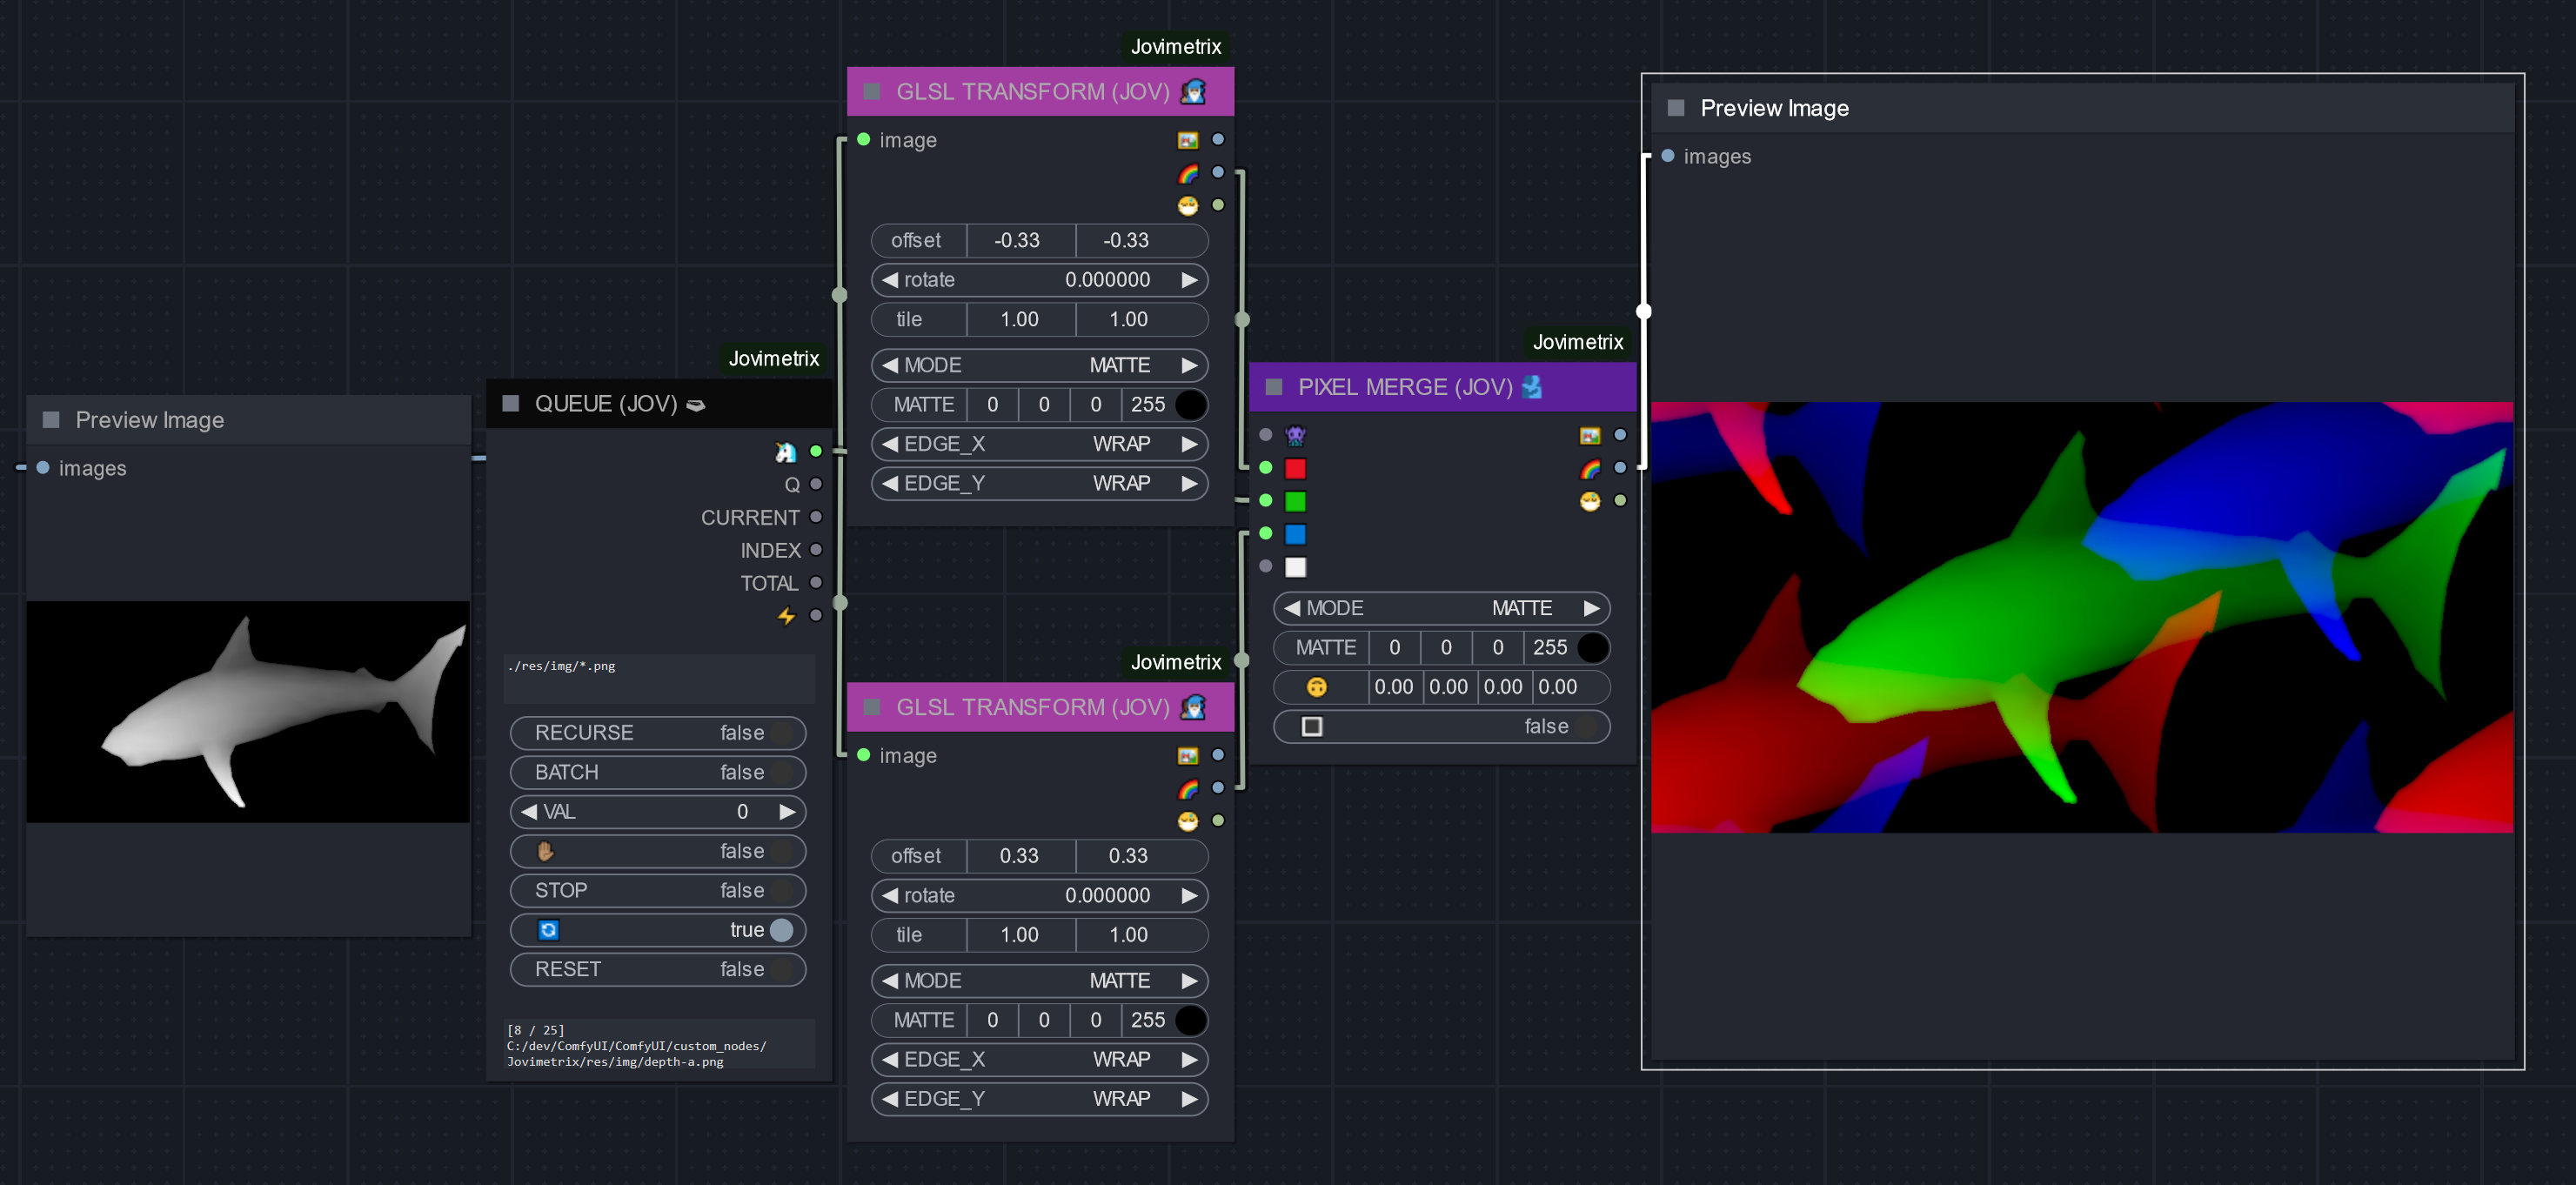 Preview Image
images
Jovimetrix
QUEUE (JOV)
Q
CURRENT
INDEX
TOTAL
./res/img/*.png
RECURSE false
BATCH false
VAL 0
false
STOP false
true
RESET false
[8 / 25]
C:/dev/ComfyUI/ComfyUI/custom_nodes/
Jovimetrix/res/img/depth-a.png
Jovimetrix
GLSL TRANSFORM (JOV)
image
offset -0.33 -0.33
rotate 0.000000
tile 1.00 1.00
MODE MATTE
MATTE 0 0 0 255
EDGE_X WRAP
EDGE_Y WRAP
Jovimetrix
GLSL TRANSFORM (JOV)
image
offset 0.33 0.33
rotate 0.000000
tile 1.00 1.00
MODE MATTE
MATTE 0 0 0 255
EDGE_X WRAP
EDGE_Y WRAP
Jovimetrix
PIXEL MERGE (JOV)
MODE MATTE
MATTE 0 0 0 255
0.00 0.00 0.00 0.00
false
Preview Image
images